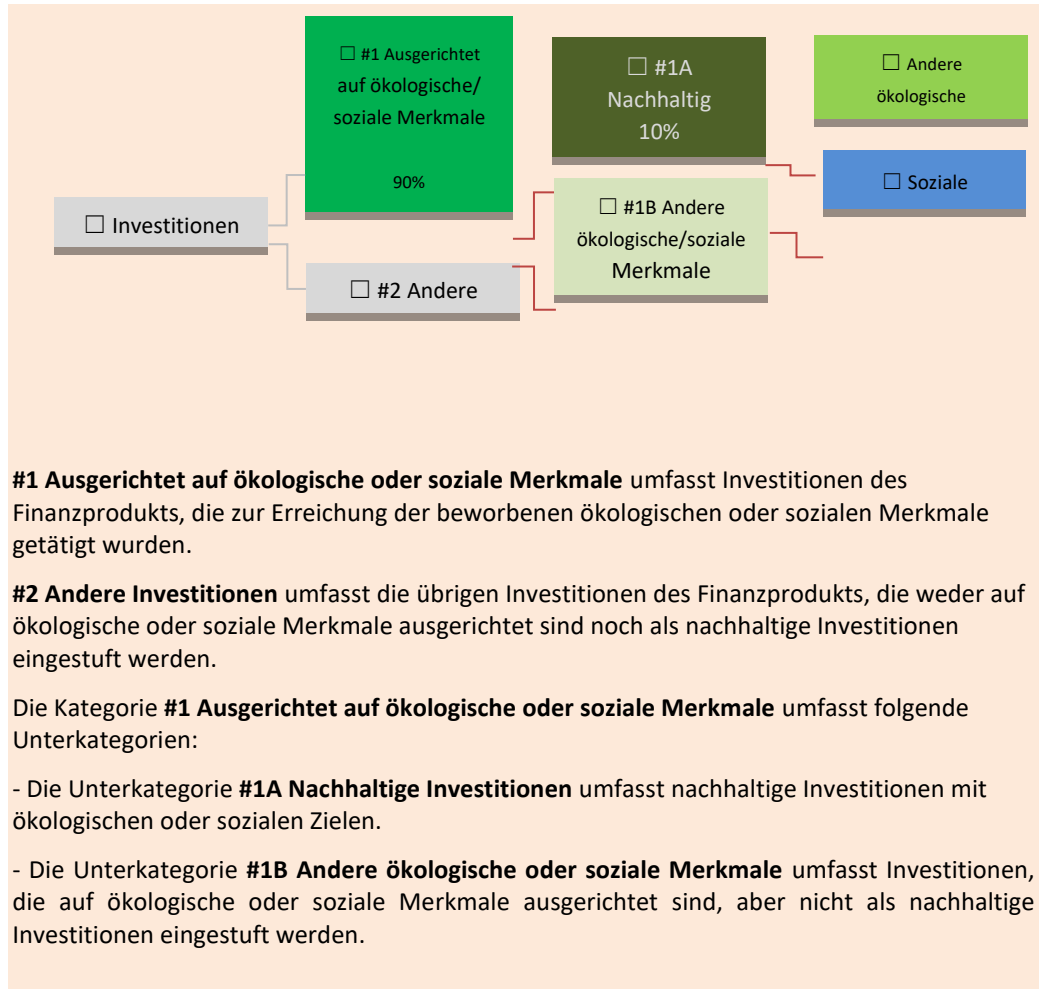 ☐ #1 Ausgerichtet
auf ökologische/
soziale Merkmale
90%
☐ #1A
Nachhaltig
10%
☐ Andere
ökologische
☐ Soziale
☐ Investitionen
☐ #1B Andere
ökologische/soziale
Merkmale
☐ #2 Andere
#1 Ausgerichtet auf ökologische oder soziale Merkmale umfasst Investitionen des
Finanzprodukts, die zur Erreichung der beworbenen ökologischen oder sozialen Merkmale
getätigt wurden.
#2 Andere Investitionen umfasst die übrigen Investitionen des Finanzprodukts, die weder auf
ökologische oder soziale Merkmale ausgerichtet sind noch als nachhaltige Investitionen
eingestuft werden.
Die Kategorie #1 Ausgerichtet auf ökologische oder soziale Merkmale umfasst folgende
Unterkategorien:
- Die Unterkategorie #1A Nachhaltige Investitionen umfasst nachhaltige Investitionen mit
ökologischen oder sozialen Zielen.
- Die Unterkategorie #1B Andere ökologische oder soziale Merkmale umfasst Investitionen,
die auf ökologische oder soziale Merkmale ausgerichtet sind, aber nicht als nachhaltige
Investitionen eingestuft werden.